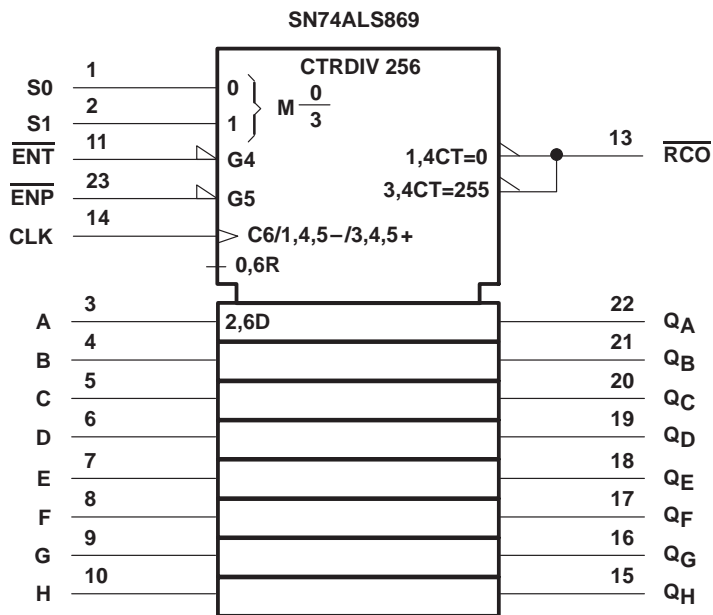 SN74ALS869
CTRDIV 256
1
S0
0
M 0
3
2
S1
1
11
ENT
G4
1,4CT=0
13
RCO
23
ENP
G5
3,4CT=255
14
CLK
C6/1,4,5−/3,4,5+
0,6R
3
A
2,6D
22
QA
4
B
21
QB
5
C
20
QC
6
D
19
QD
7
E
18
QE
8
F
17
QF
9
G
16
QG
10
H
15
QH